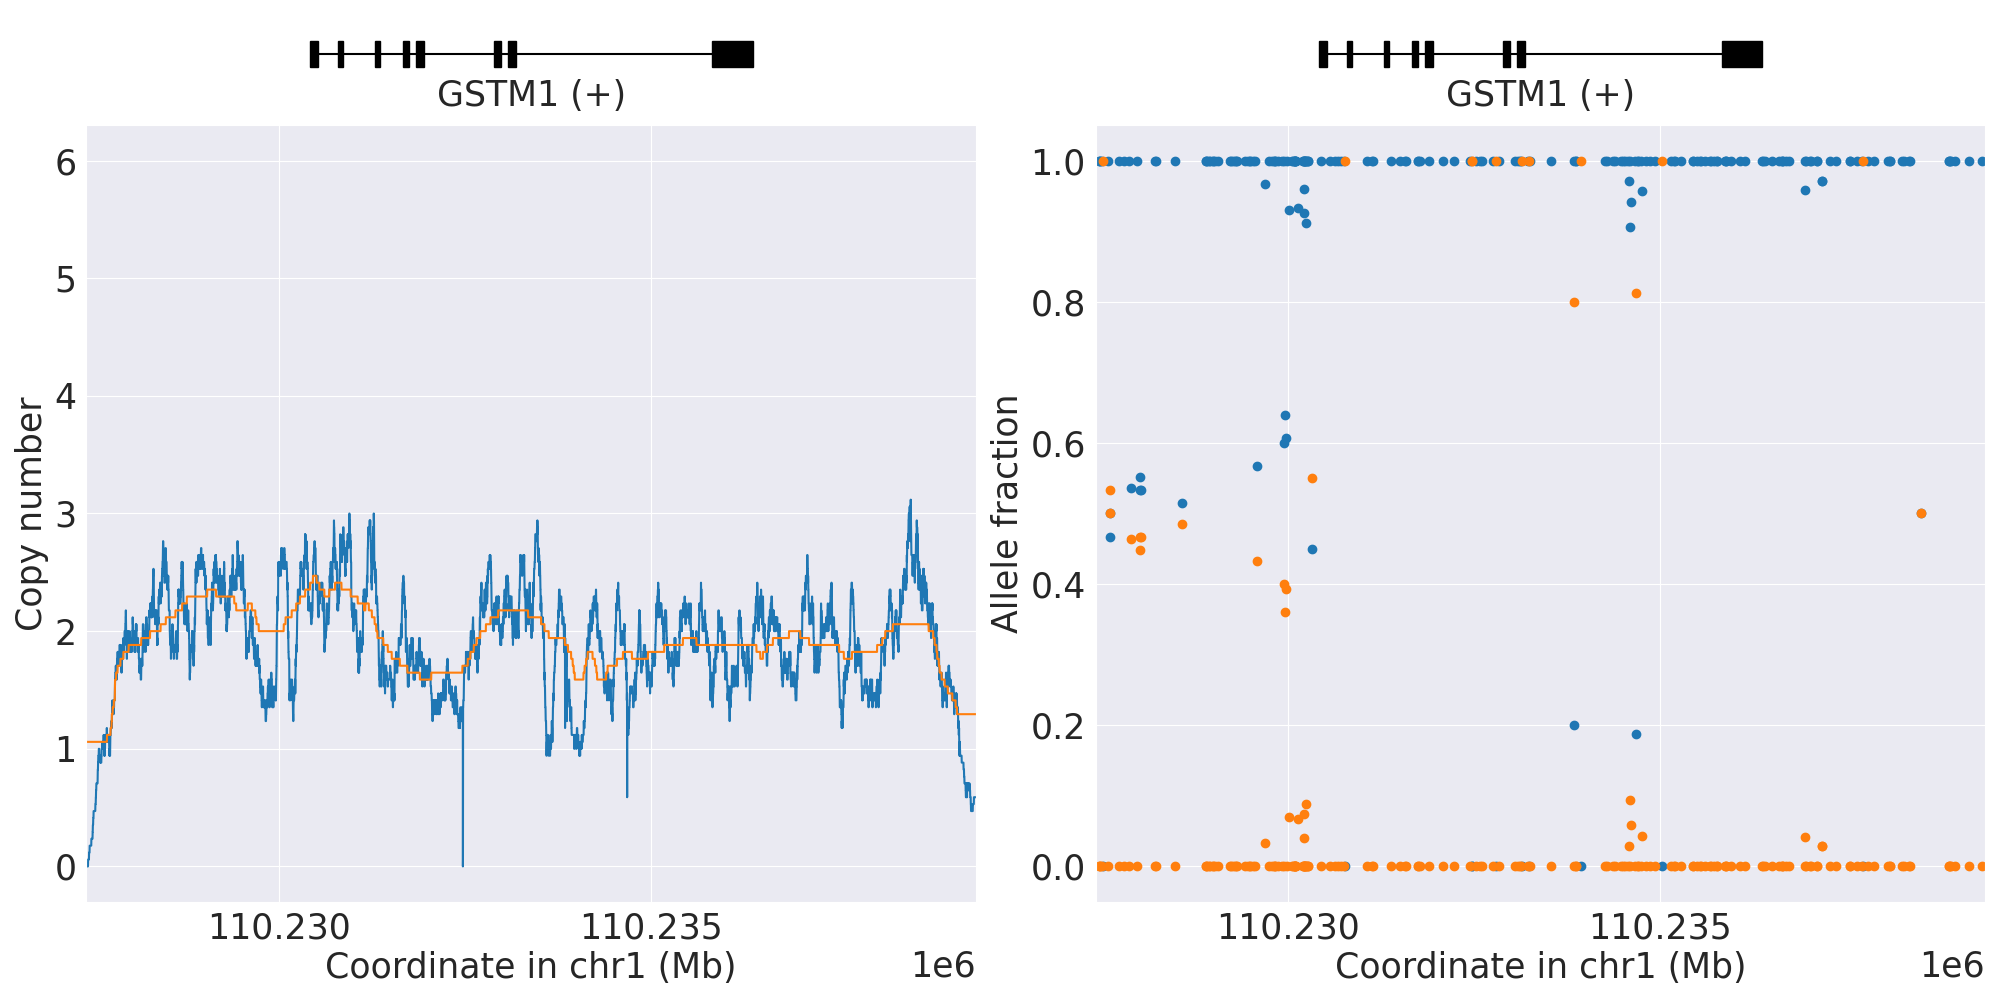 GSTM1 (+)
6
5
4
3
2
1
0
Copy number
110.230
110.235
Coordinate in chr1 (Mb)
1e6
GSTM1 (+)
1.0
0.8
0.6
0.4
0.2
0.0
Allele fraction
110.230
110.235
Coordinate in chr1 (Mb)
1e6